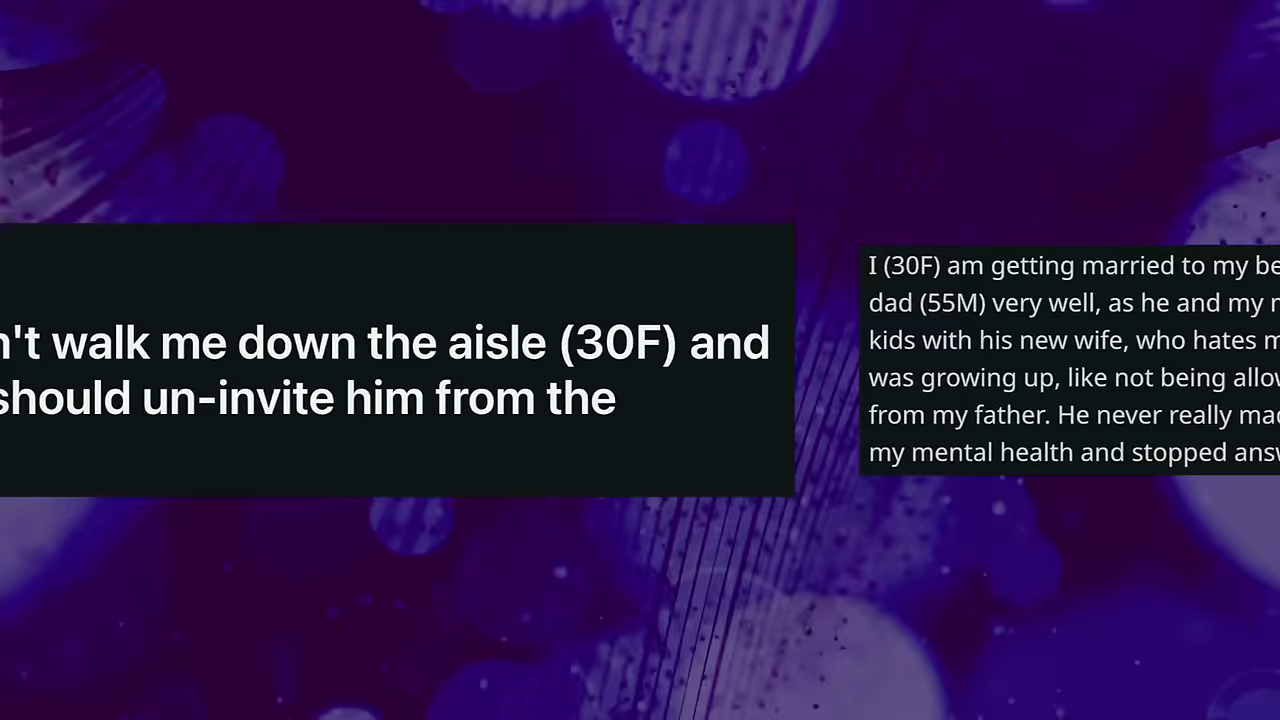 n't walk me down the aisle (30F) and
should un-invite him from the
I (30F) am getting married to my be
dad (55M) very well, as he and my
kids with his new wife, who hates
was growing up, like not being allow
from my father. He never really mad
my mental health and stopped answ